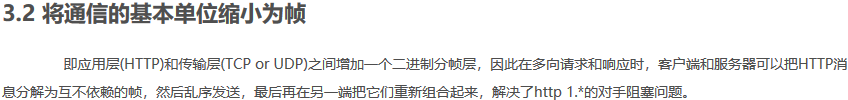 3.2 将通信的基本单位缩小为帧
即应用层(HTTP)和传输层(TCP or UDP)之间增加一个二进制分帧层，因此在多向请求和响应时，客户端和服务器可以把HTTP消
息分解为互不依赖的帧，然后乱序发送，最后再在另一端把它们重新组合起来，解决了http 1.*的对手阻塞问题。